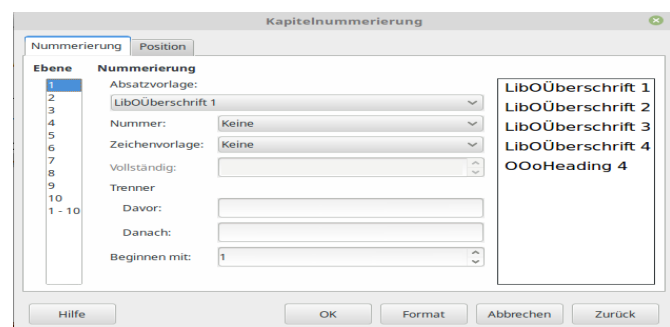 Kapitelnummerierung
Nummerierung
Position
Ebene
1
2
3
4
5
6
7
8
9
10
1 - 10
Nummerierung
Absatzvorlage:
LibOÜberschrift 1
Nummer:
Keine
Zeichenvorlage:
Keine
Vollständig:
Trenner
Davor:
Danach:
Beginnen mit:
1
LibOÜberschrift 1
LibOÜberschrift 2
LibOÜberschrift 3
LibOÜberschrift 4
OOoHeading 4
Hilfe
OK
Format
Abbrechen
Zurück